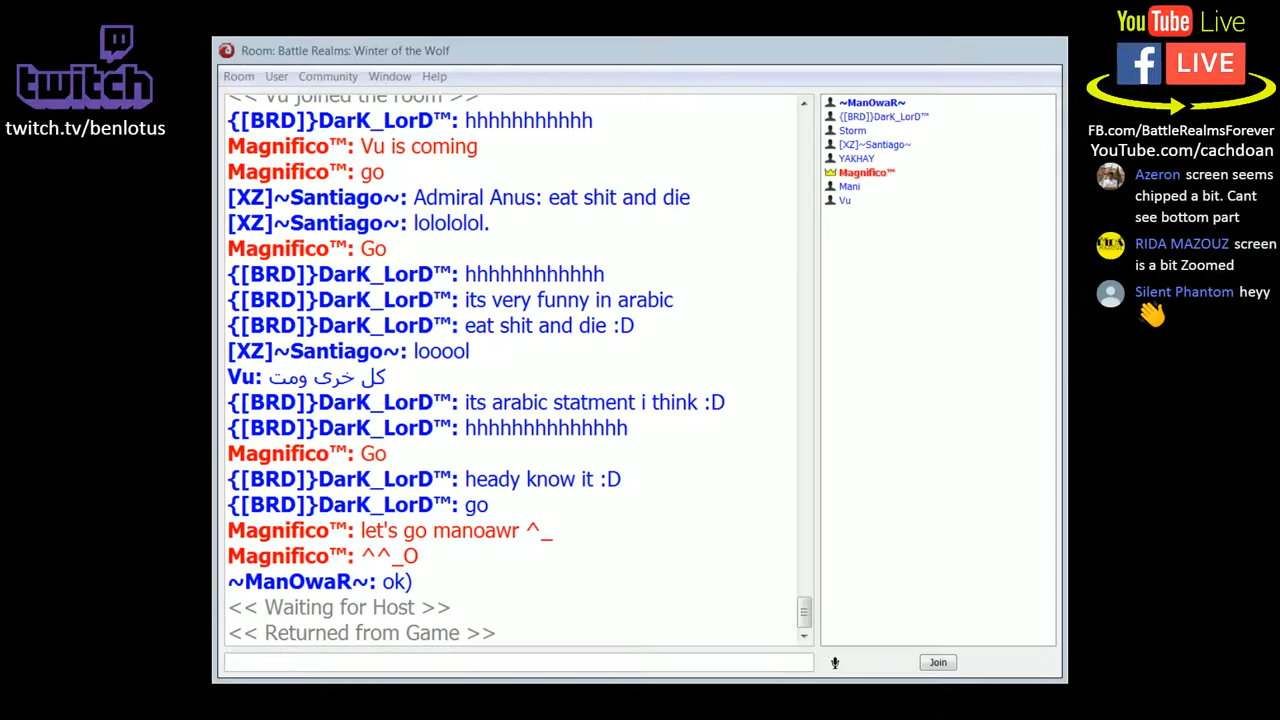 twitch
twitch.tv/benlotus
Room: Battle Realms: Winter of the Wolf
Room User Community Window Help
<< Vu joined the room >>
{[BRD]}DarK_LorD™: hhhhhhhhhhh
Magnifico™: Vu is coming
Magnifico™: go
[XZ]~Santiago~: Admiral Anus: eat shit and die
[XZ]~Santiago~: lolololol.
Magnifico™: Go
{[BRD]}DarK_LorD™: hhhhhhhhhhhh
{[BRD]}DarK_LorD™: its very funny in arabic
{[BRD]}DarK_LorD™: eat shit and die :D
[XZ]~Santiago~: looool
Vu: كل خرى ومت
{[BRD]}DarK_LorD™: its arabic statment i think :D
{[BRD]}DarK_LorD™: hhhhhhhhhhhhhh
Magnifico™: Go
{[BRD]}DarK_LorD™: heady know it :D
{[BRD]}DarK_LorD™: go
Magnifico™: let's go manoawr ^_
Magnifico™: ^^_O
~ManOwaR~: ok)
<< Waiting for Host >>
<< Returned from Game >>
~ManOwaR~
{[BRD]}DarK_LorD™
Storm
[XZ]~Santiago~
YAKHAY
Magnifico™
Mani
Vu
Join
YouTube Live
f LIVE
FB.com/BattleRealmsForever
YouTube.com/cachdoan
Azeron screen seems
chipped a bit. Cant
see bottom part
RIDA MAZOUZ screen
is a bit Zoomed
Silent Phantom heyy
👋